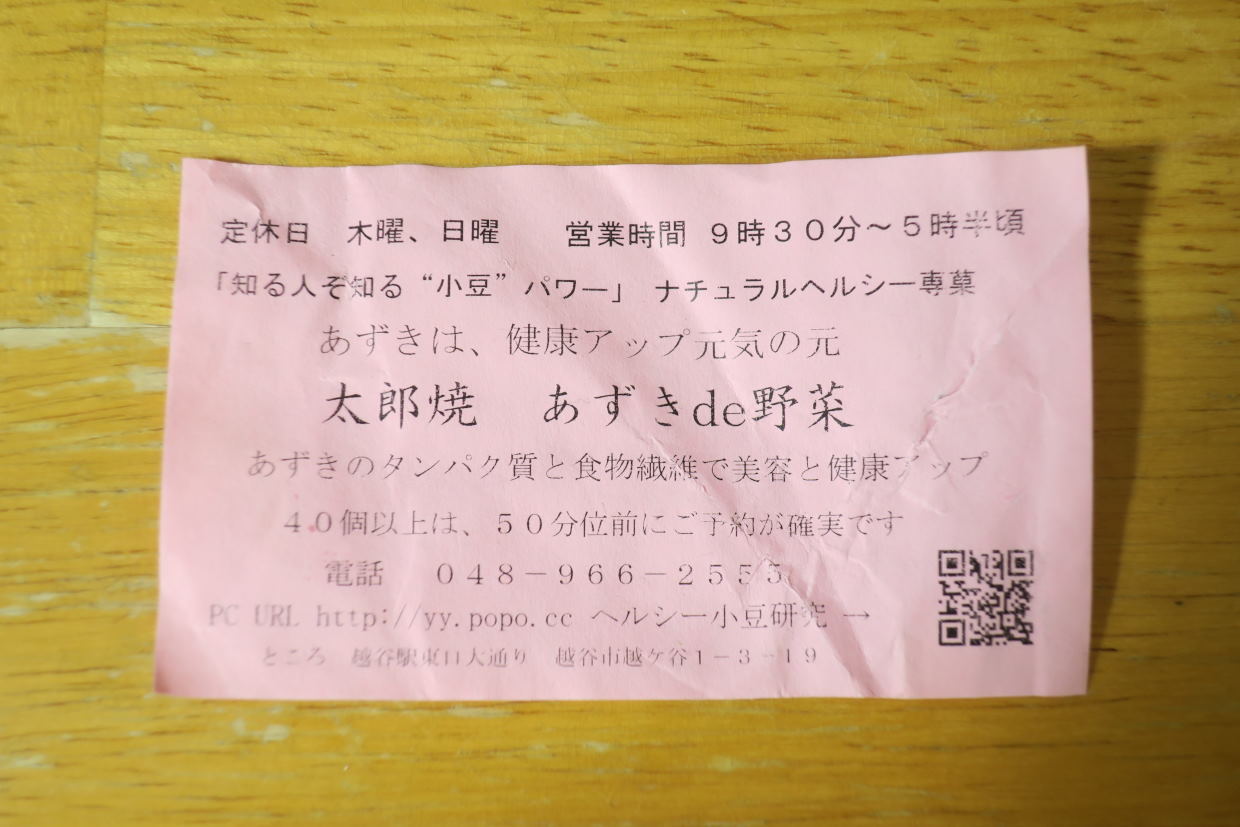 定休日　木曜、日曜　　営業時間　９時３０分～５時半頃
「知る人ぞ知る“小豆”パワー」　ナチュラルヘルシー専菓
あずきは、健康アップ元気の元
太郎焼　あずきde野菜
あずきのタンパク質と食物繊維で美容と健康アップ
４０個以上は、５０分位前にご予約が確実です
電話　０４８－９６６－２５５５
PC URL http://yy.popo.cc ヘルシー小豆研究 →
ところ　越谷駅東口大通り　越谷市越ケ谷１－３－１９